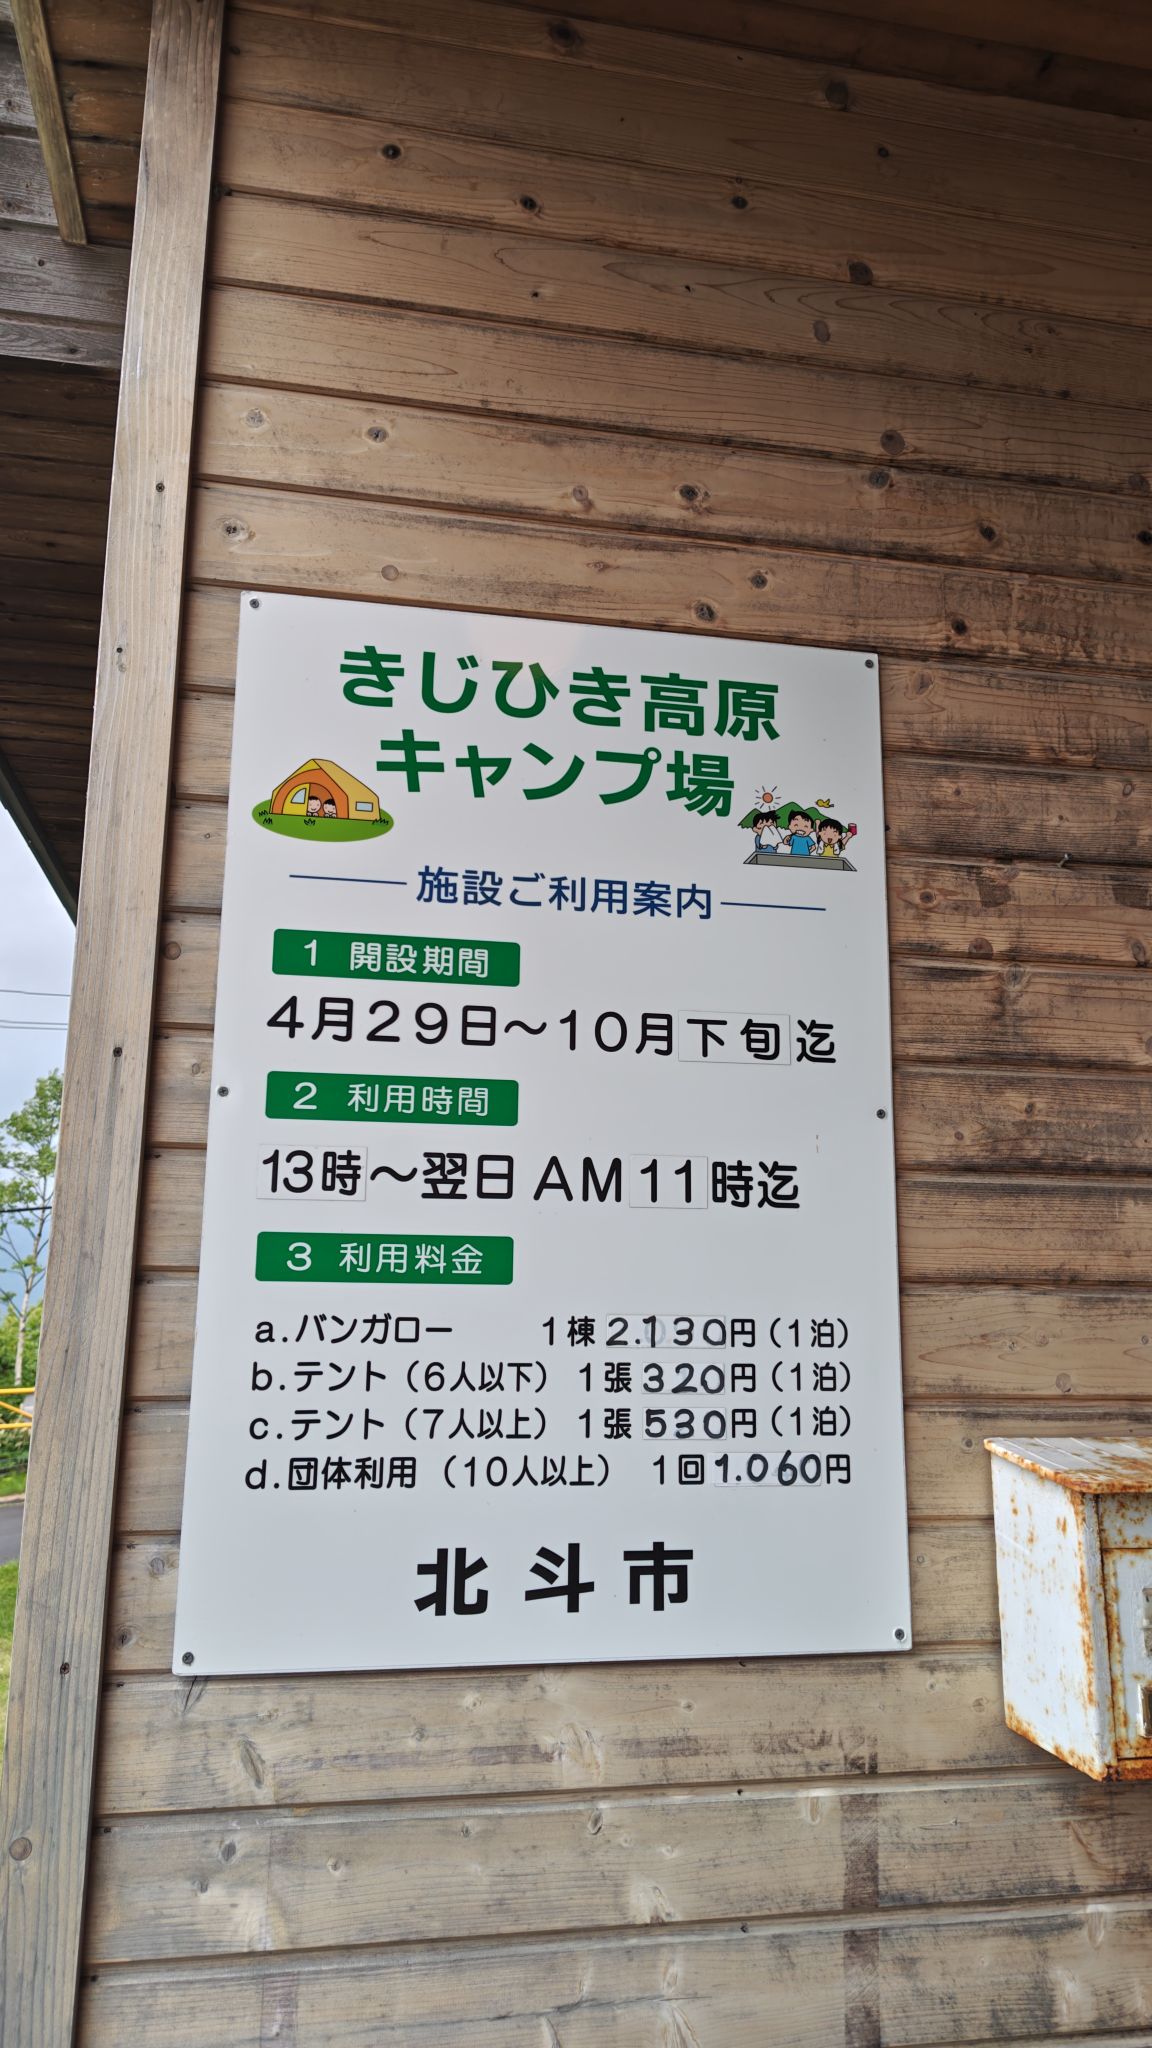 きじひき高原
キャンプ場
施設ご利用案内
1 開設期間
4月29日～10月下旬迄
2 利用時間
13時～翌日 AM11時迄
3 利用料金
a.バンガロー 1棟2.130円(1泊)
b.テント(6人以下) 1張320円(1泊)
c.テント(7人以上) 1張530円(1泊)
d.団体利用(10人以上) 1回1.060円
北斗市